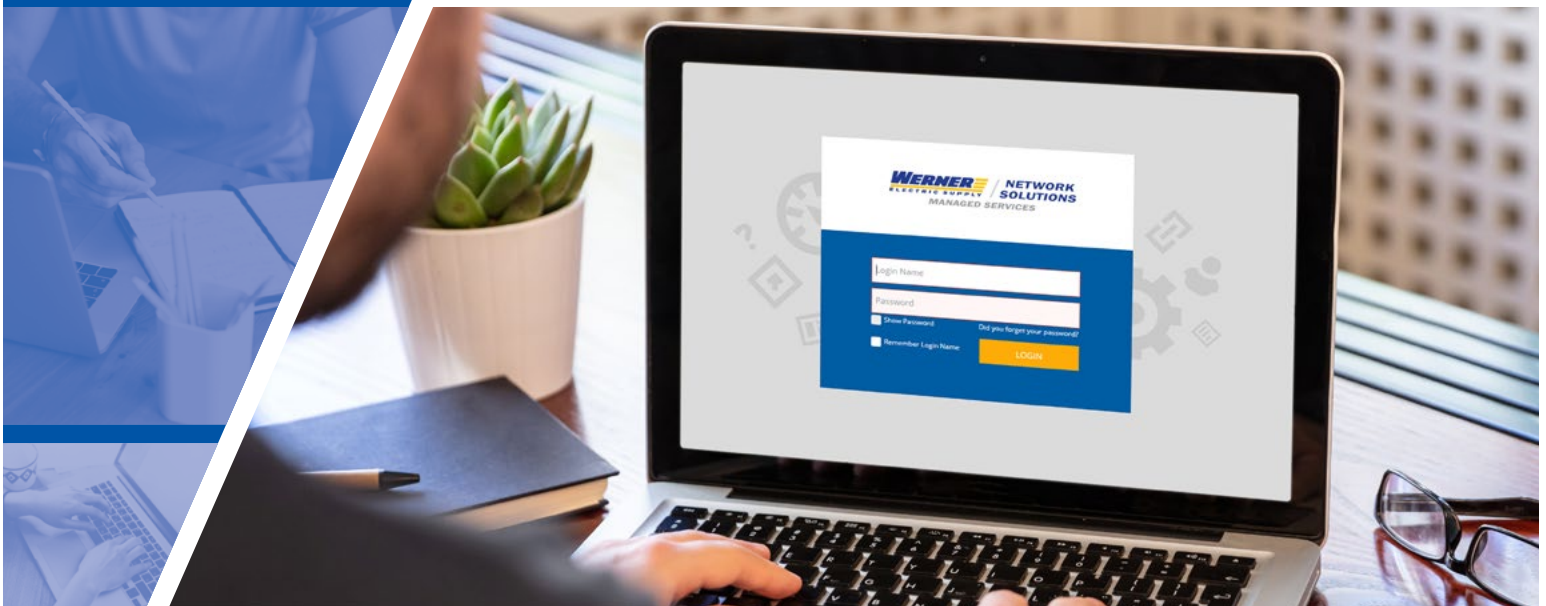 WERNER
ELECTRIC SUPPLY
NETWORK
SOLUTIONS
MANAGED SERVICES
Login Name
Password
Show Password
Did you forget your password?
Remember Login Name
LOGIN